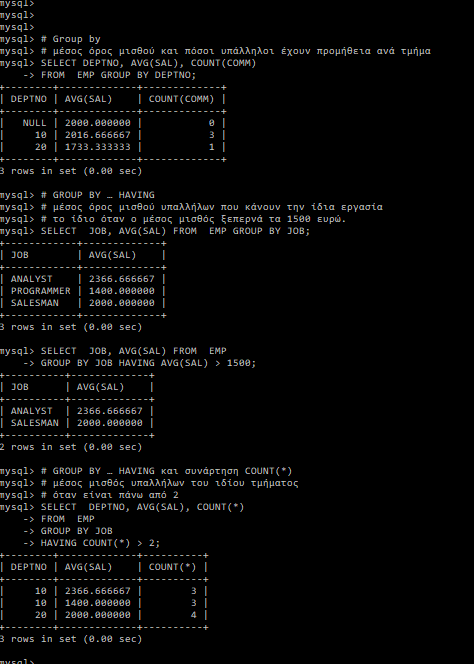 mysql>
mysql>
mysql>
mysql> # Group by
mysql> # μέσος όρος μισθού και πόσοι υπάλληλοι έχουν προμήθεια ανά τμήμα
mysql> SELECT DEPTNO, AVG(SAL), COUNT(COMM)
    -> FROM  EMP GROUP BY DEPTNO;
+--------+-------------+-------------+
| DEPTNO | AVG(SAL)    | COUNT(COMM) |
+--------+-------------+-------------+
|   NULL | 2000.000000 |           0 |
|     10 | 2016.666667 |           3 |
|     20 | 1733.333333 |           1 |
+--------+-------------+-------------+
3 rows in set (0.00 sec)
mysql> # GROUP BY … HAVING
mysql> # μέσος όρος μισθού υπαλλήλων που κάνουν την ίδια εργασία
mysql> # το ίδιο όταν ο μέσος μισθός ξεπερνά τα 1500 ευρώ.
mysql> SELECT  JOB, AVG(SAL) FROM  EMP GROUP BY JOB;
+------------+-------------+
| JOB        | AVG(SAL)    |
+------------+-------------+
| ANALYST    | 2366.666667 |
| PROGRAMMER | 1400.000000 |
| SALESMAN   | 2000.000000 |
+------------+-------------+
3 rows in set (0.00 sec)
mysql> SELECT  JOB, AVG(SAL) FROM  EMP
    -> GROUP BY JOB HAVING AVG(SAL) > 1500;
+----------+-------------+
| JOB      | AVG(SAL)    |
+----------+-------------+
| ANALYST  | 2366.666667 |
| SALESMAN | 2000.000000 |
+----------+-------------+
2 rows in set (0.00 sec)
mysql> # GROUP BY … HAVING και συνάρτηση COUNT(*)
mysql> # μέσος μισθός υπαλλήλων του ιδίου τμήματος
mysql> # όταν είναι πάνω από 2
mysql> SELECT  DEPTNO, AVG(SAL), COUNT(*)
    -> FROM  EMP
    -> GROUP BY JOB
    -> HAVING COUNT(*) > 2;
+--------+-------------+----------+
| DEPTNO | AVG(SAL)    | COUNT(*) |
+--------+-------------+----------+
|     10 | 2366.666667 |        3 |
|     10 | 1400.000000 |        3 |
|     20 | 2000.000000 |        4 |
+--------+-------------+----------+
3 rows in set (0.00 sec)
mysql>